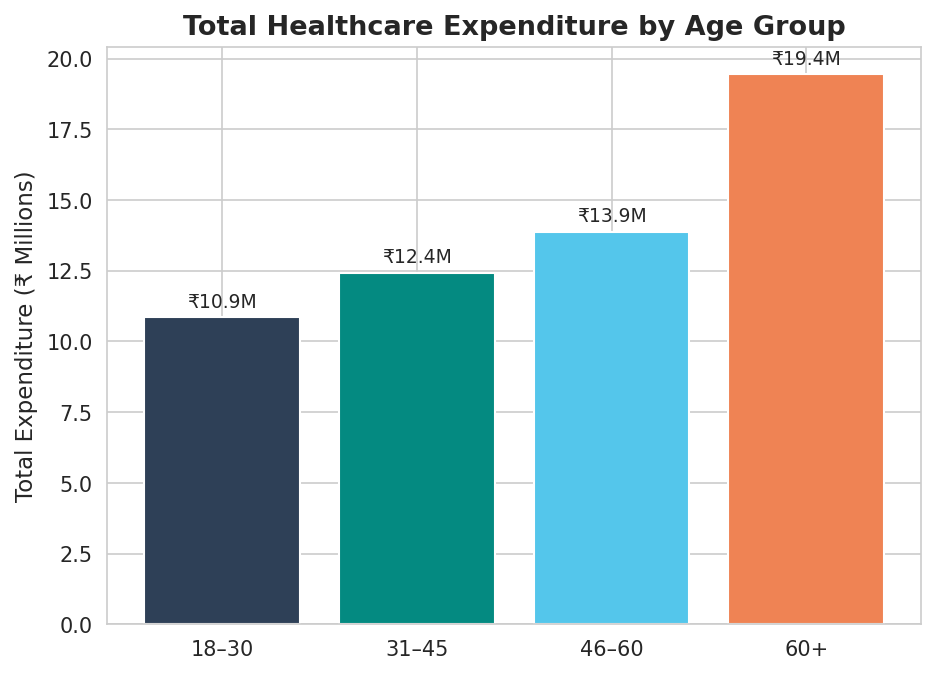 Total Healthcare Expenditure by Age Group
Total Expenditure (₹ Millions)
20.0
17.5
15.0
12.5
10.0
7.5
5.0
2.5
0.0
₹10.9M
₹12.4M
₹13.9M
₹19.4M
18–30
31–45
46–60
60+